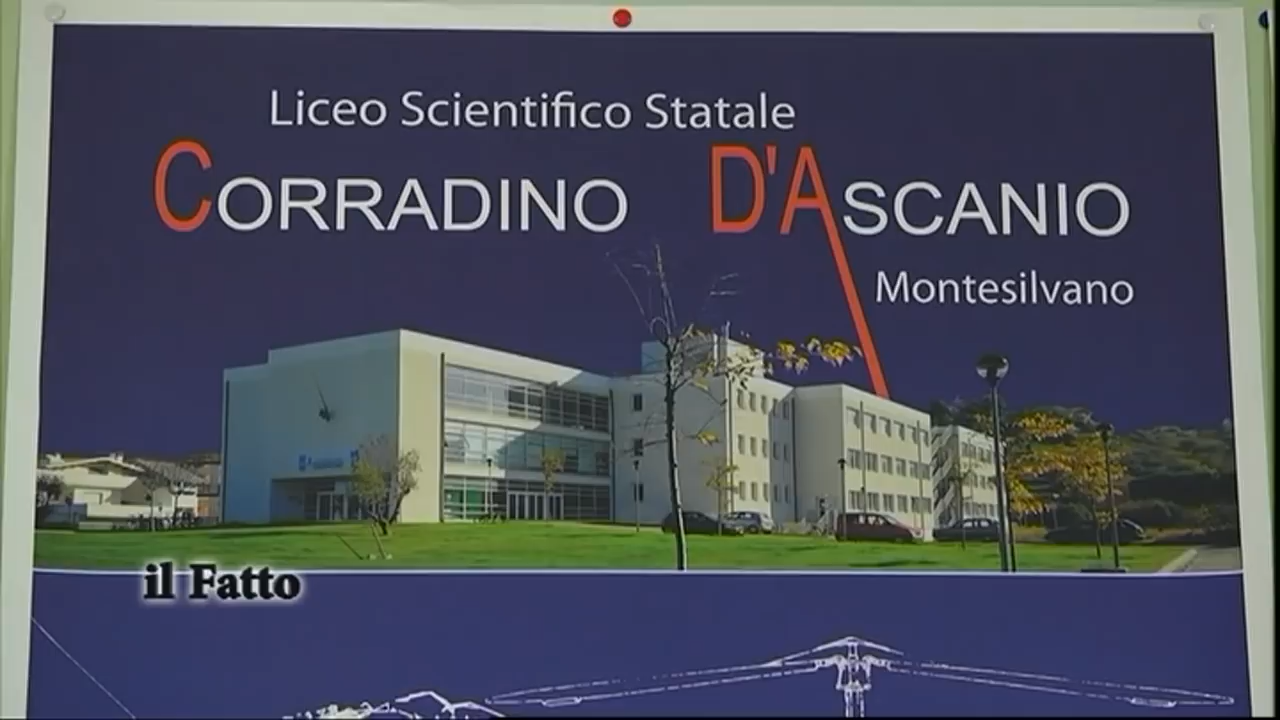 Liceo Scientifico Statale
CORRADINO D'ASCANIO
Montesilvano
il Fatto